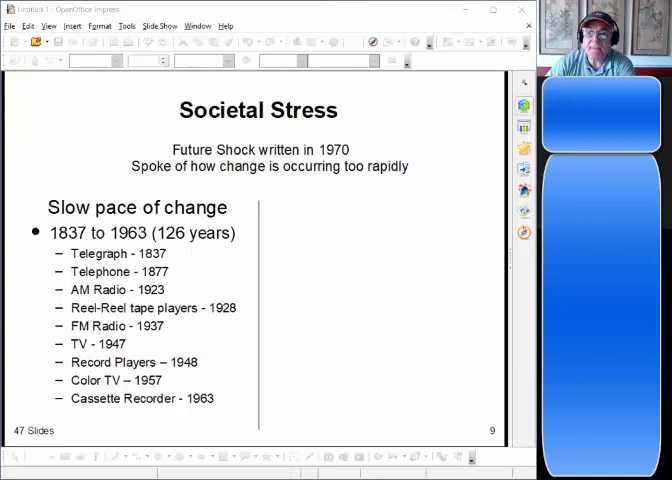 Untitled 1 - OpenOffice Impress
File Edit View Insert Format Tools Slide Show Window Help
Societal Stress
Future Shock written in 1970
Spoke of how change is occurring too rapidly
Slow pace of change
● 1837 to 1963 (126 years)
– Telegraph - 1837
– Telephone - 1877
– AM Radio - 1923
– Reel-Reel tape players - 1928
– FM Radio - 1937
– TV - 1947
– Record Players – 1948
– Color TV – 1957
– Cassette Recorder - 1963
47 Slides
9